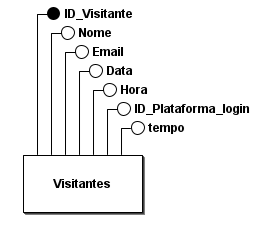 ID_Visitante
Nome
Email
Data
Hora
ID_Plataforma_login
tempo
Visitantes